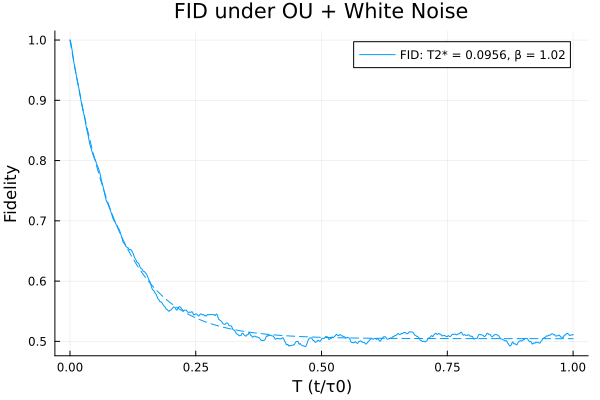 FID under OU + White Noise
FID: T2* = 0.0956, β = 1.02
1.0
0.9
0.8
0.7
0.6
0.5
Fidelity
0.00
0.25
0.50
0.75
1.00
T (t/τ0)